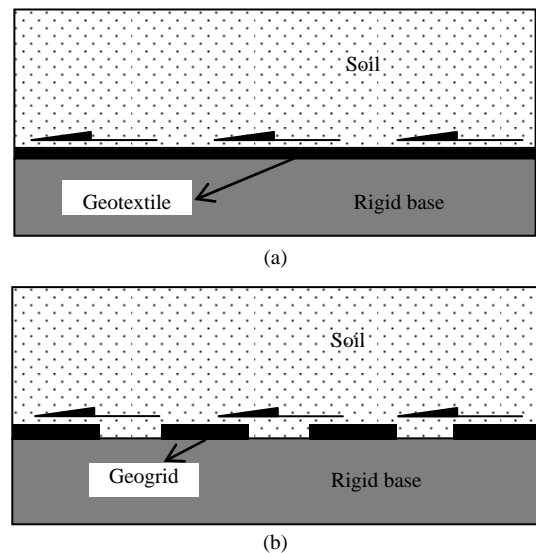 Soil
Geotextile
Rigid base
(a)
Soil
Geogrid
Rigid base
(b)